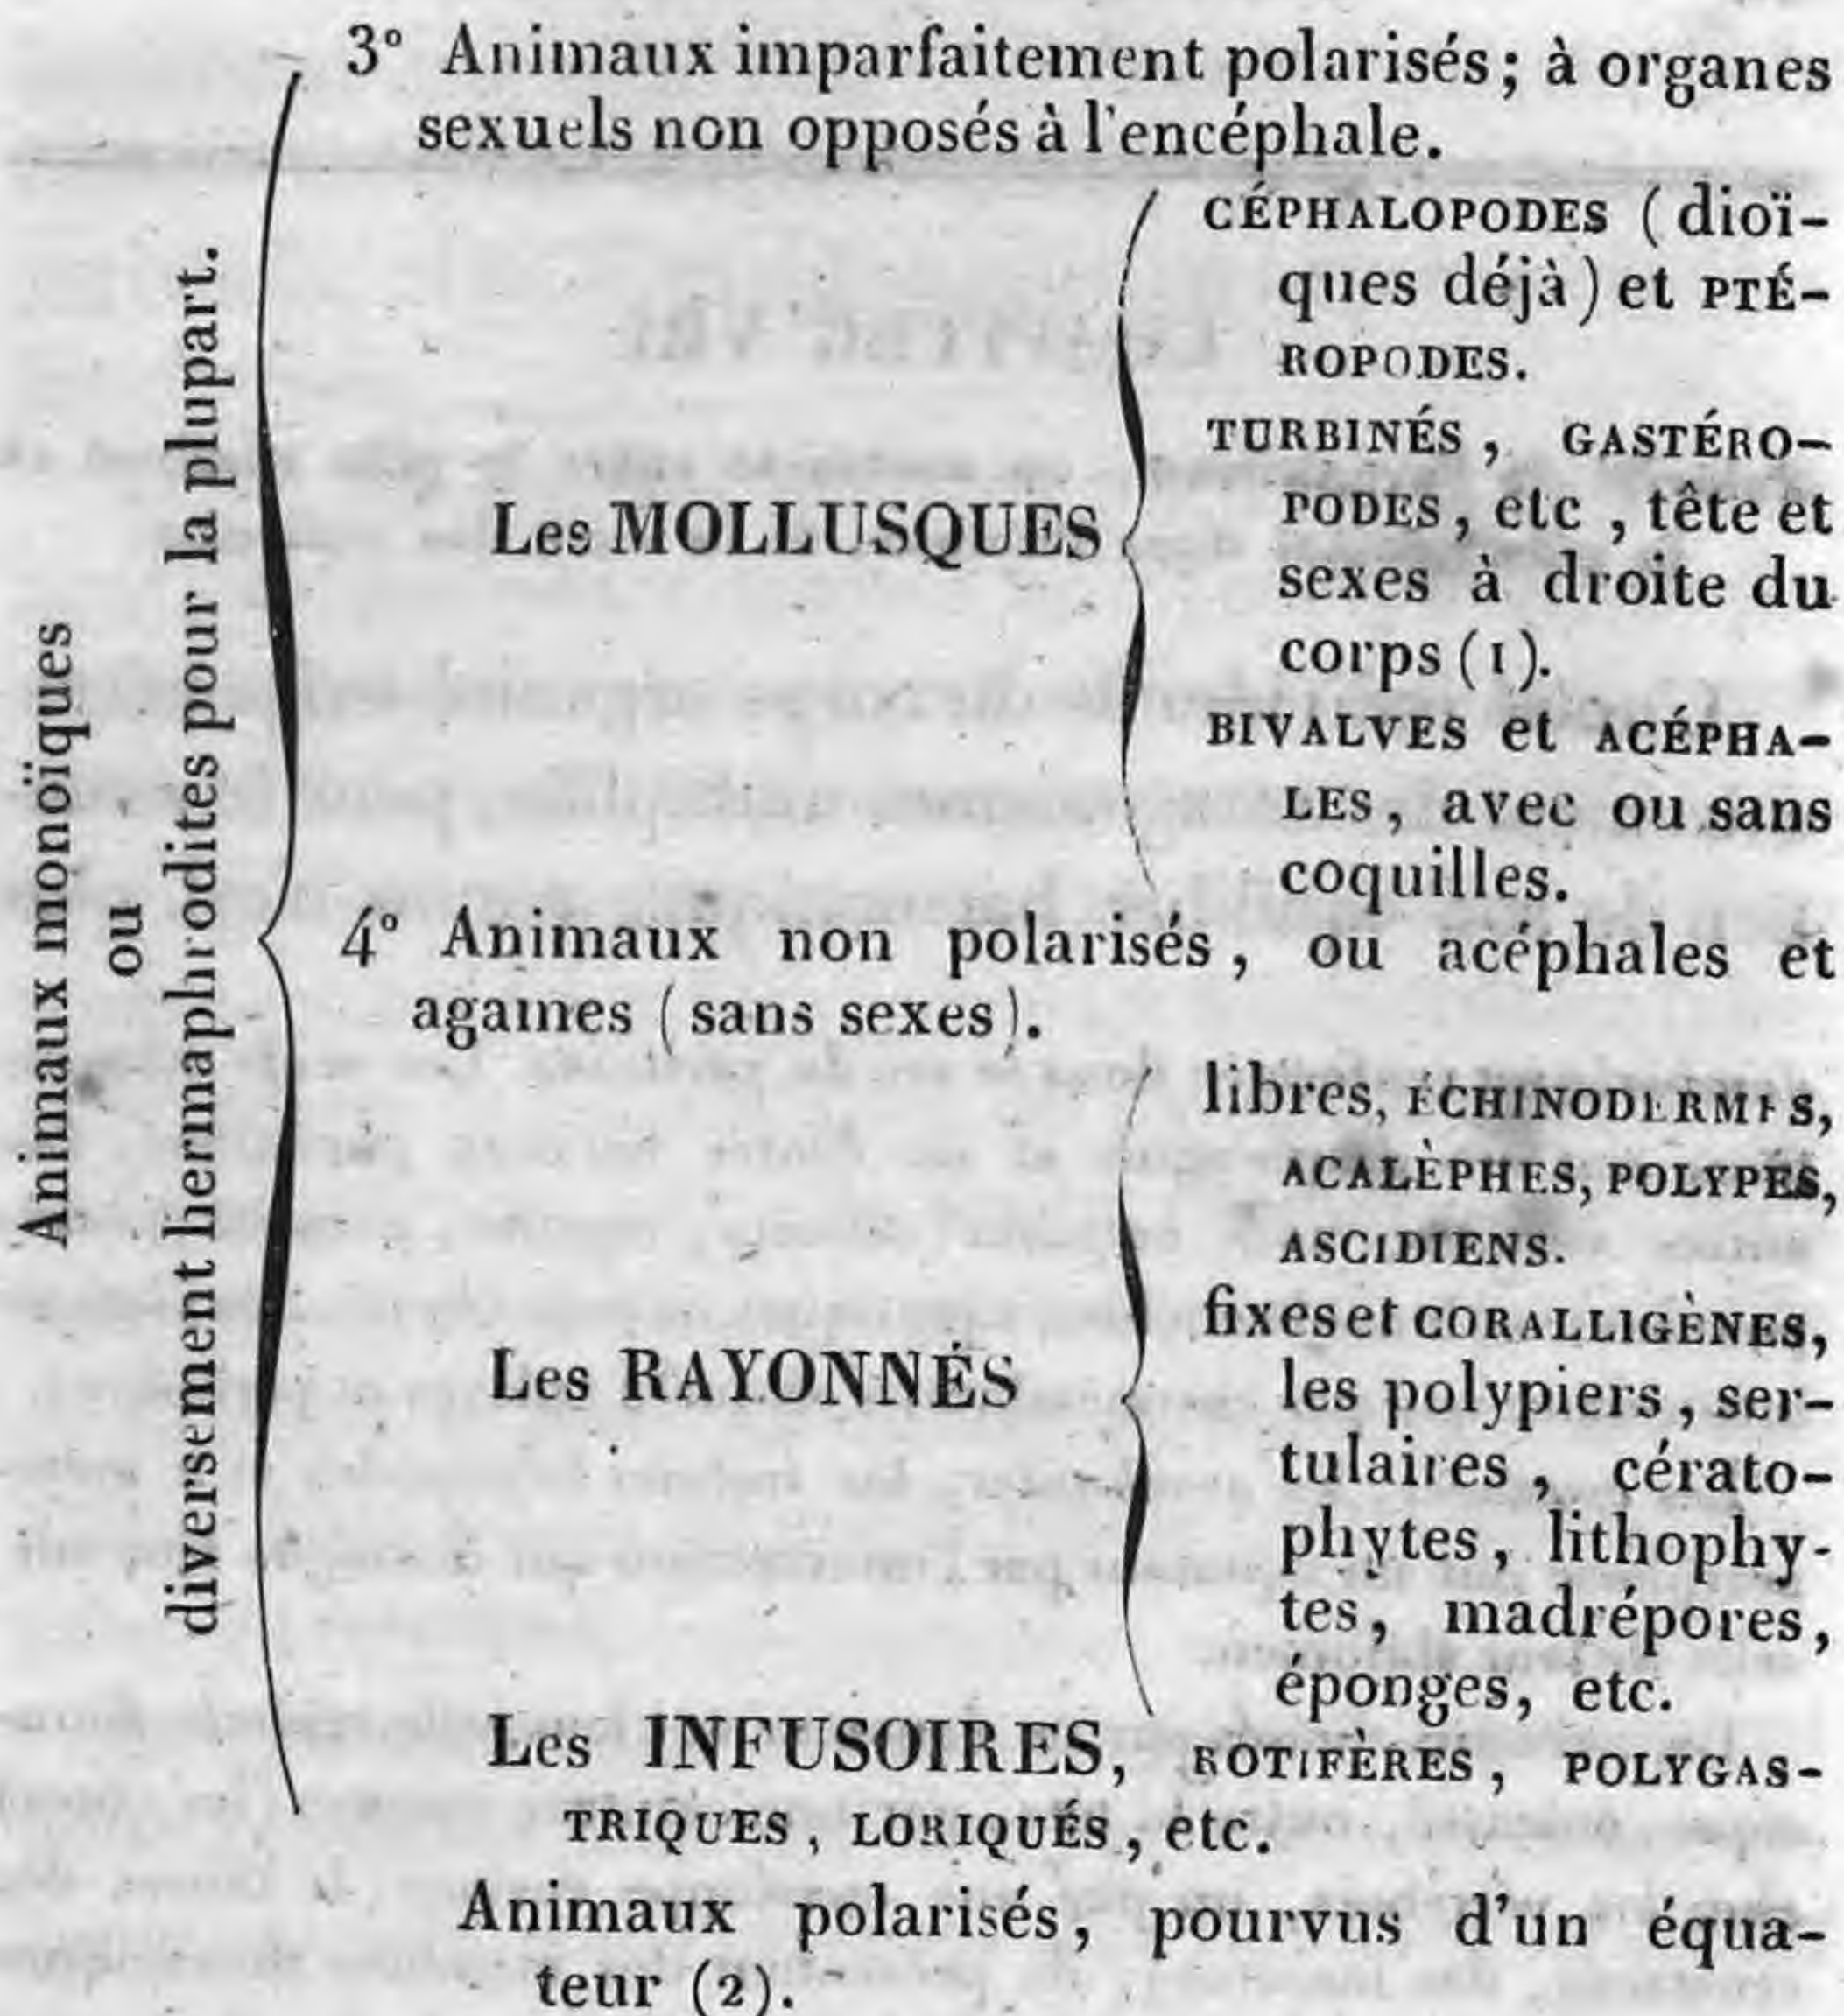 Animaux monoïques
ou
diversement hermaphrodites pour la plupart.
3° Animaux imparfaitement polarisés; à organes
sexuels non opposés à l'encéphale.
Les MOLLUSQUES
CÉPHALOPODES (dioï-
ques déjà) et PTÉ-
ROPODES.
TURBINÉS, GASTÉRO-
PODES, etc, tête et
sexes à droite du
corps (1).
BIVALVES et ACÉPHA-
LES, avec ou sans
coquilles.
4° Animaux non polarisés, ou acéphales et
agames (sans sexes).
Les RAYONNÉS
libres, ÉCHINODERMES,
ACALÈPHES, POLYPES,
ASCIDIENS.
fixes et CORALLIGÈNES,
les polypiers, ser-
tulaires, cérato-
phytes, lithophy-
tes, madrépores,
éponges, etc.
Les INFUSOIRES, ROTIFÈRES, POLYGAS-
TRIQUES, LORIQUÉS, etc.
Animaux polarisés, pourvus d'un équa-
teur (2).